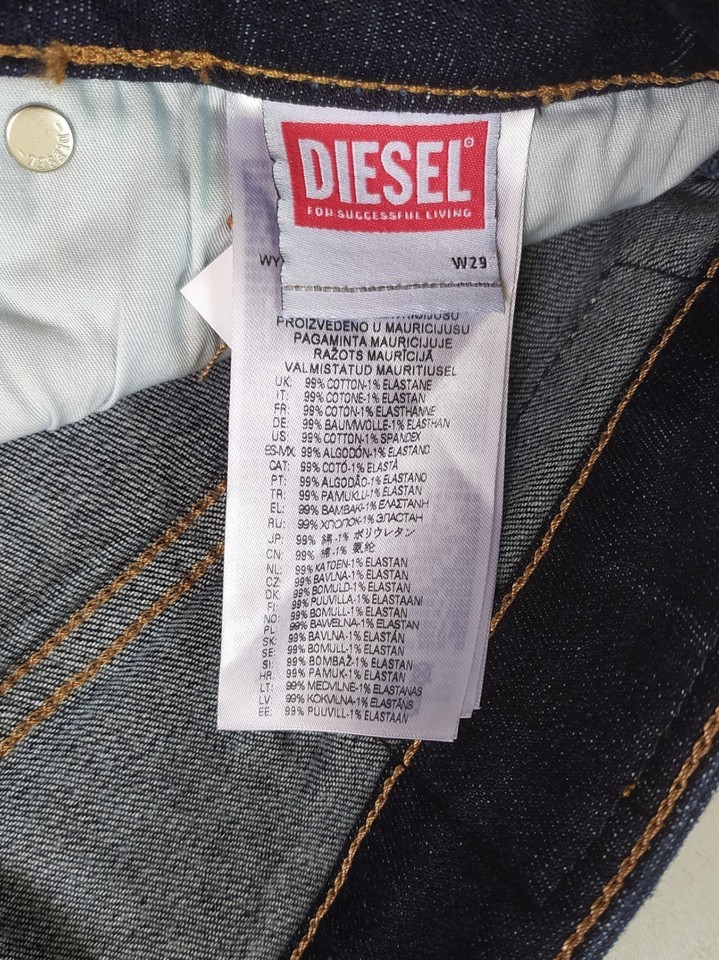 DIESEL
FOR SUCCESSFUL LIVING
WY W29
PROIZVEDENO U MAURICIJUSU
PAGAMINTA MAURICIJUJE
RAŽOTS MAURĪCIJĀ
VALMISTATUD MAURITIUSEL
UK: 99% COTTON-1% ELASTANE
IT: 99% COTONE-1% ELASTAN
FR: 99% COTON-1% ELASTHANNE
DE: 99% BAUMWOLLE-1% ELASTHAN
US: 99% COTTON-1% SPANDEX
ES-MX: 99% ALGODÓN-1% ELASTANO
CAT: 99% COTÓ-1% ELASTÀ
PT: 99% ALGODÃO-1% ELASTANO
TR: 99% PAMUKLU-1% ELASTAN
EL: 99% ΒΑΜΒΑΚΙ-1% ΕΛΑΣΤΑΝΗ
RU: 99% ХЛОПОК-1% ЭЛАСТАН
JP: 99% 綿-1% ポリウレタン
CN: 99% 棉-1% 氨纶
NL: 99% KATOEN-1% ELASTAN
CZ: 99% BAVLNA-1% ELASTAN
DK: 99% BOMULD-1% ELASTAN
FI: 99% PUUVILLA-1% ELASTAANI
NO: 99% BOMULL-1% ELASTAN
PL: 99% BAWEŁNA-1% ELASTAN
SK: 99% BAVLNA-1% ELASTÁN
SE: 99% BOMULL-1% ELASTAN
SI: 99% BOMBAŽ-1% ELASTAN
HR: 99% PAMUK-1% ELASTAN
LT: 99% MEDVILNĖ-1% ELASTANAS
LV: 99% KOKVILNA-1% ELASTĀNS
EE: 99% PUUVILL-1% ELASTAAN